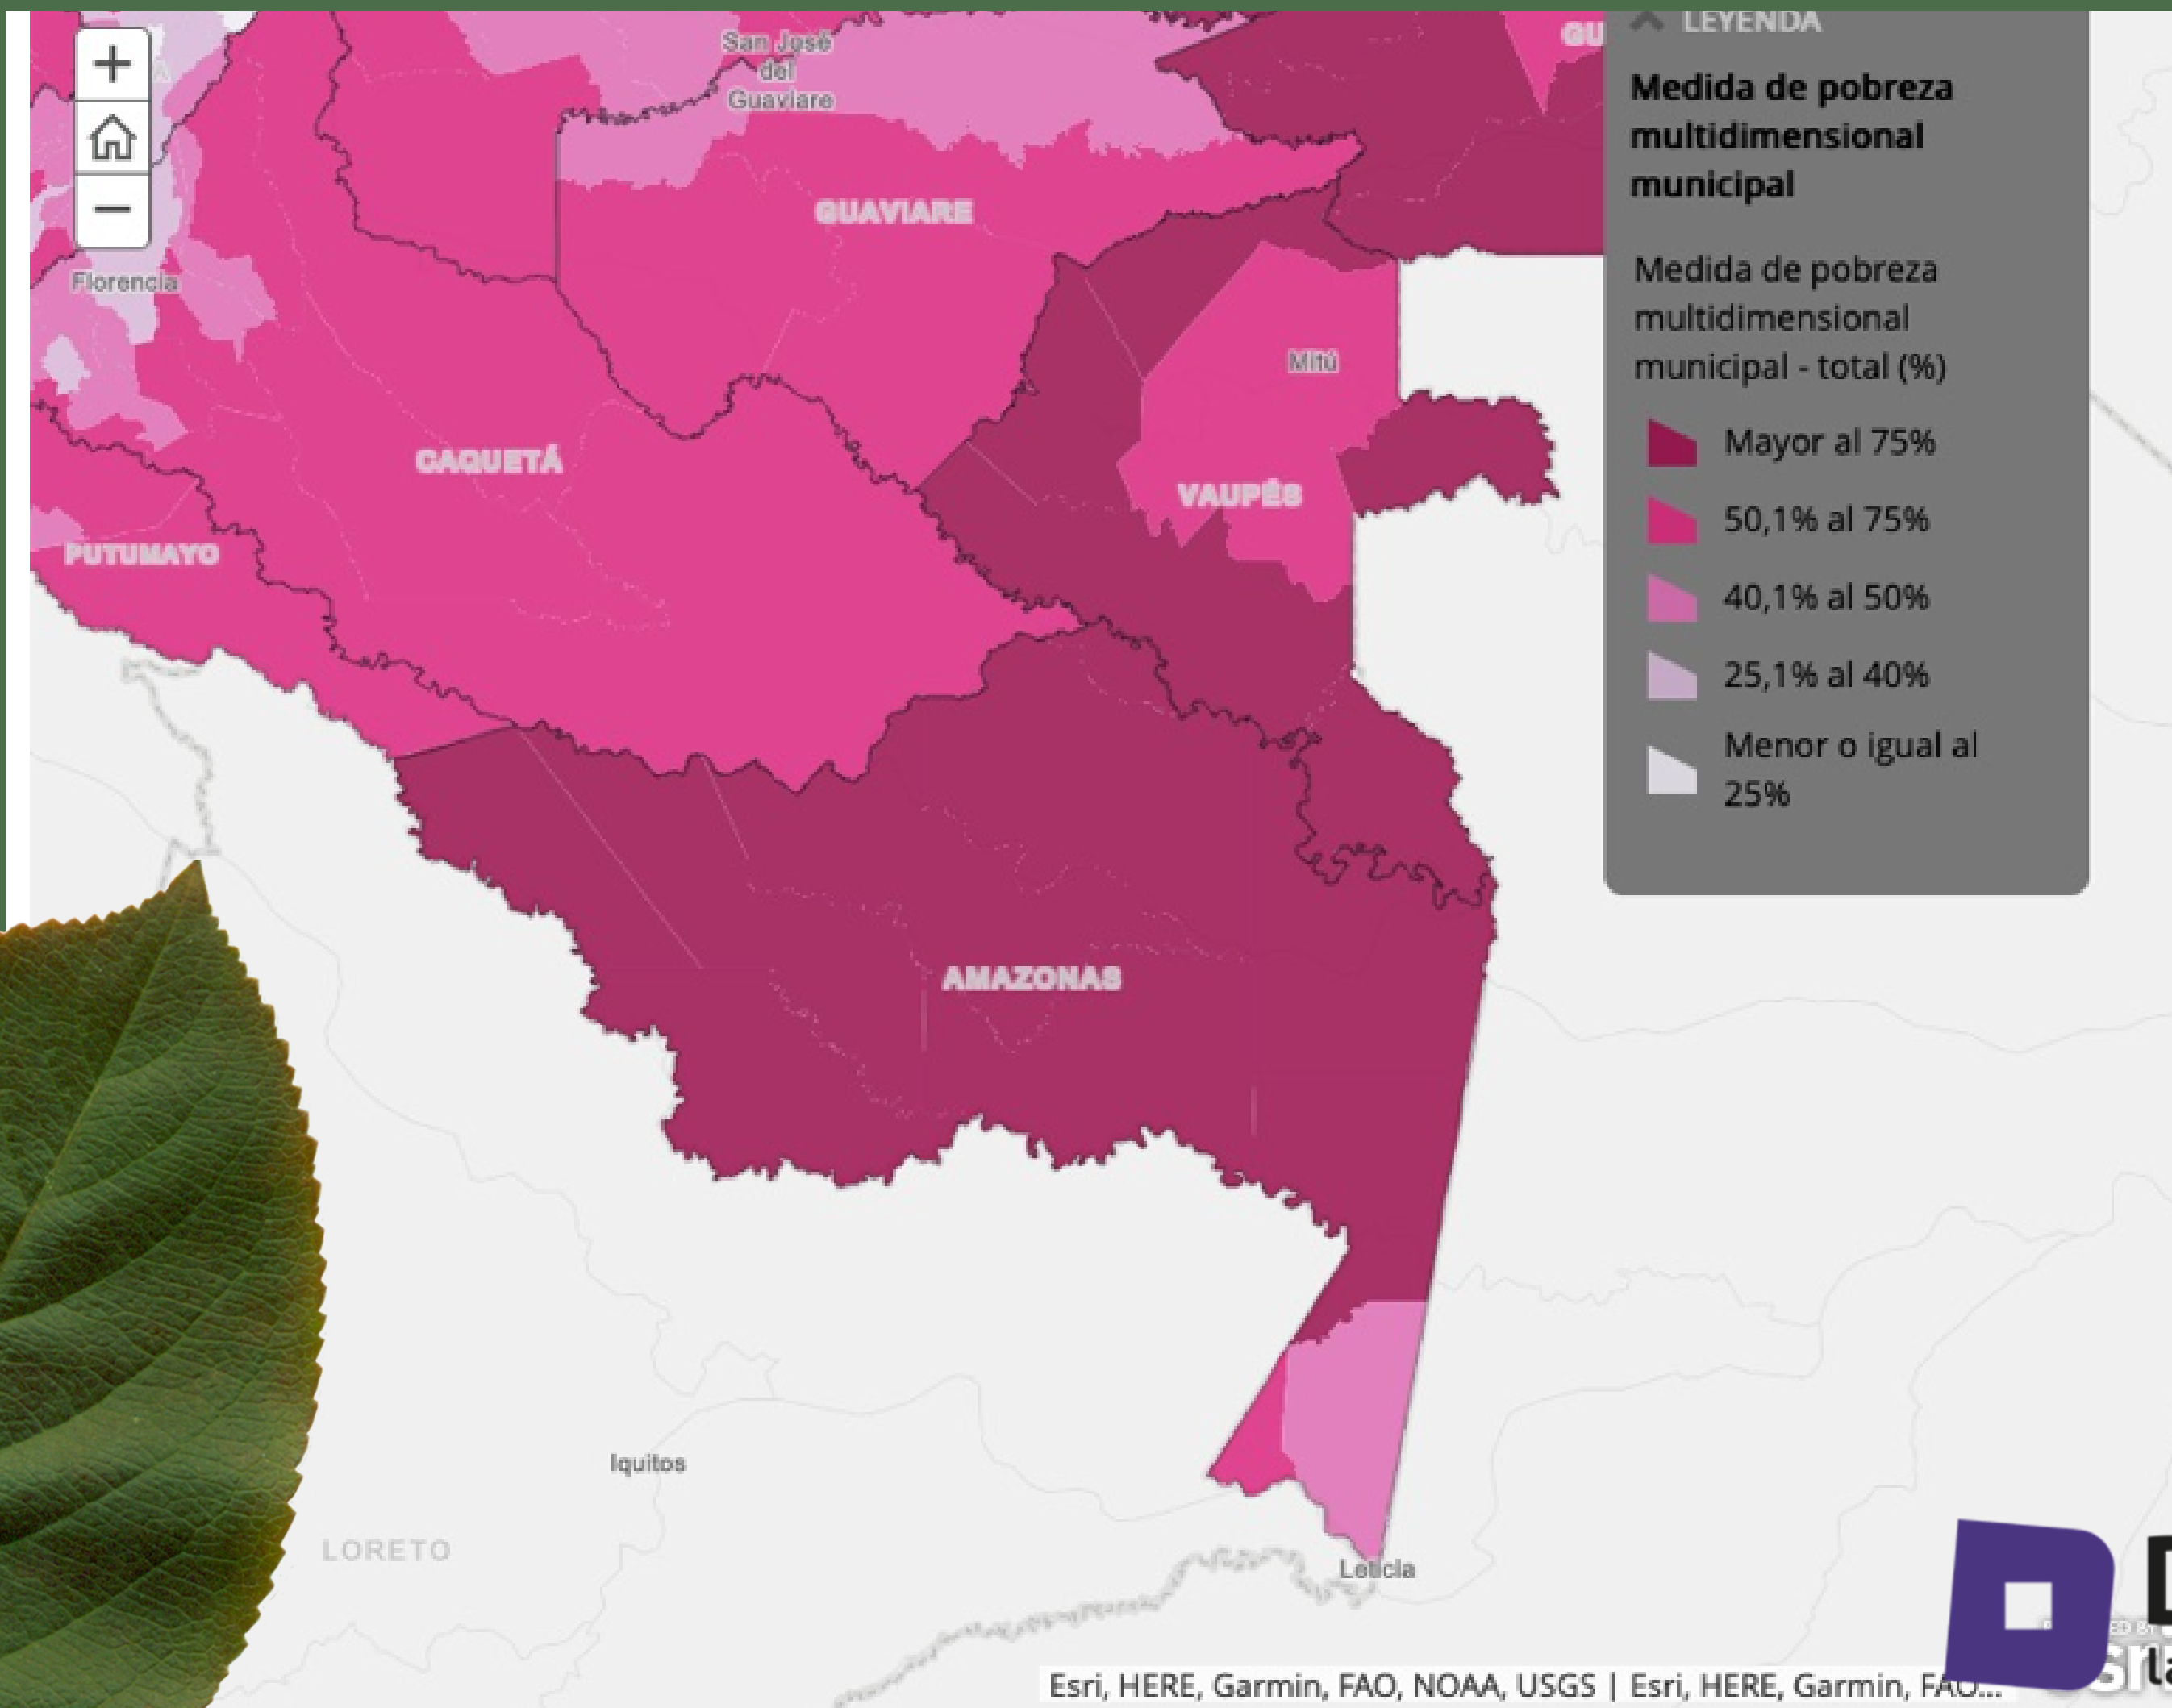 LEYENDA
Medida de pobreza
multidimensional
municipal
Medida de pobreza
multidimensional
municipal - total (%)
Mayor al 75%
50,1% al 75%
40,1% al 50%
25,1% al 40%
Menor o igual al
25%
San José
del
Guaviare
GU
GUAVIARE
Florencia
Mitú
CAQUETÁ
VAUPÉS
PUTUMAYO
AMAZONAS
Iquitos
LORETO
Leticia
Esri, HERE, Garmin, FAO, NOAA, USGS | Esri, HERE, Garmin, FAO...